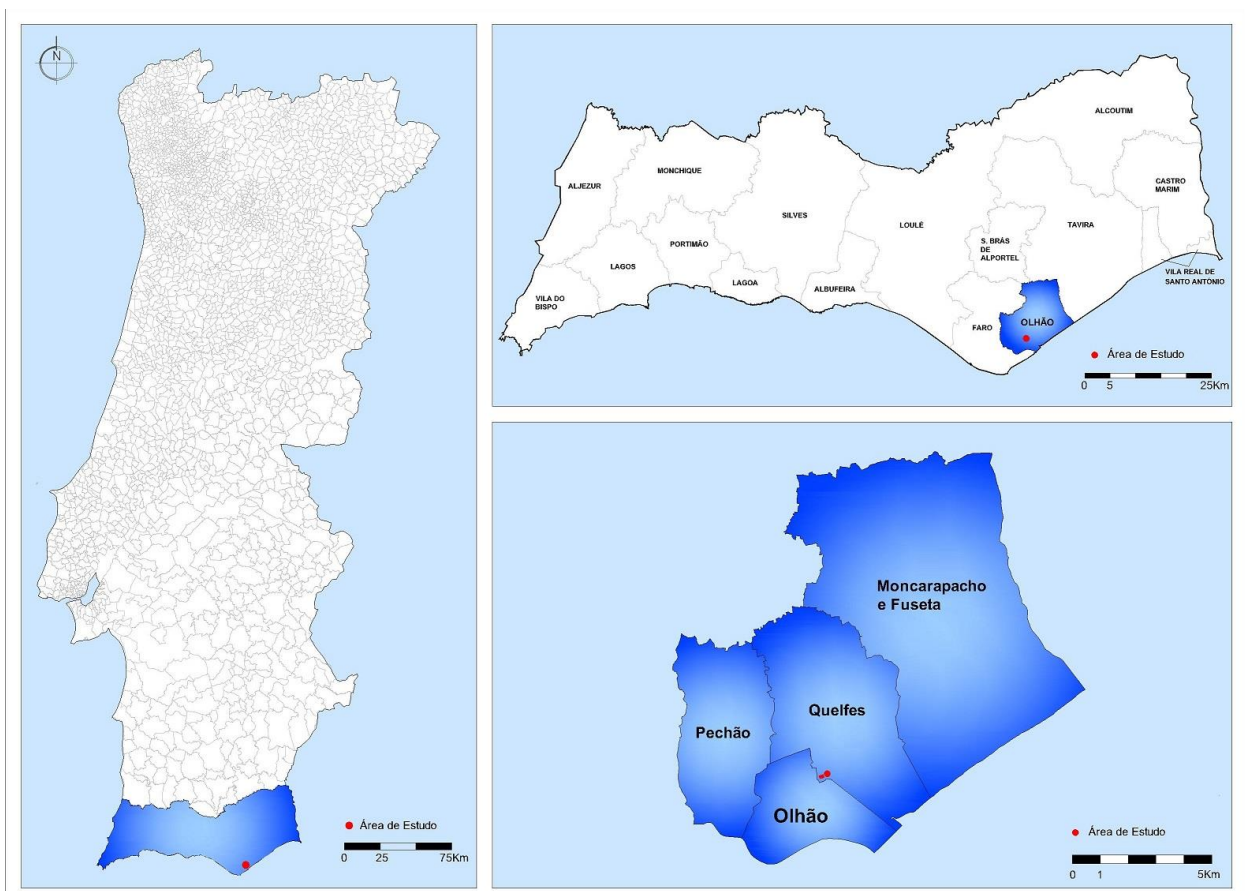 N
Área de Estudo
0 25 75Km
ALCOUTIM
ALJEZUR
MONCHIQUE
CASTRO
MARIM
SILVES
LOULÉ
TAVIRA
PORTIMÃO
S. BRÁS
DE
ALPORTEL
LAGOS
LAGOA
ALBUFEIRA
VILA REAL DE
SANTO ANTÓNIO
VILA DO
BISPO
FARO
OLHÃO
Área de Estudo
0 5 25Km
Moncarapacho
e Fuseta
Quelfes
Pechão
Olhão
Área de Estudo
0 1 5Km